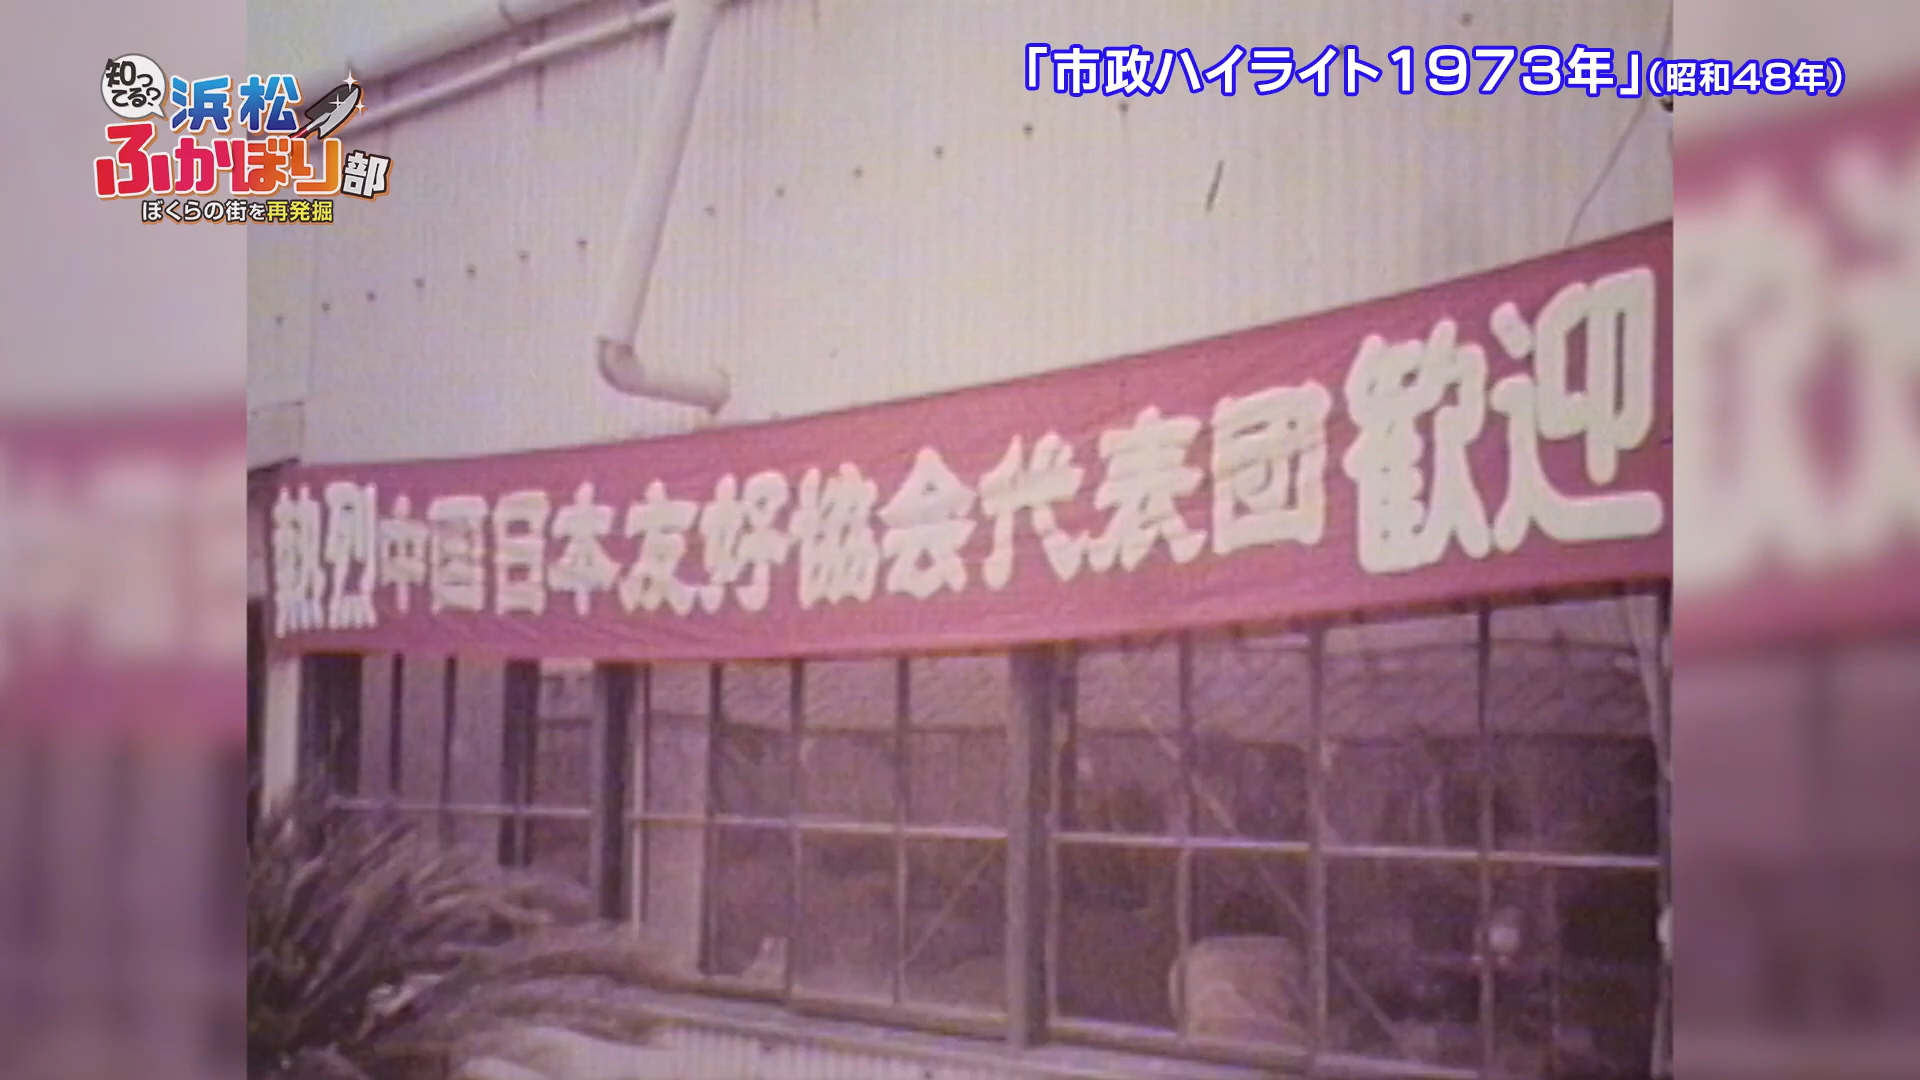 知って
てるっ?
浜松
ふかぼり部
ぼくらの街を再発掘
「市政ハイライト1973年」(昭和48年)
熱烈中国日本友好協会代表団歓迎